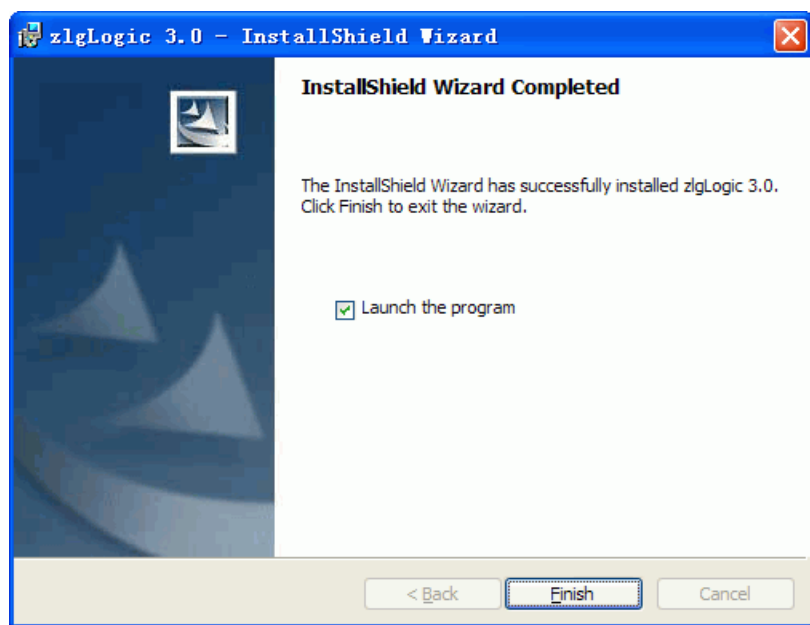 zlgLogic 3.0 - InstallShield Wizard
InstallShield Wizard Completed
The InstallShield Wizard has successfully installed zlgLogic 3.0.
Click Finish to exit the wizard.
Launch the program
< Back
Finish
Cancel